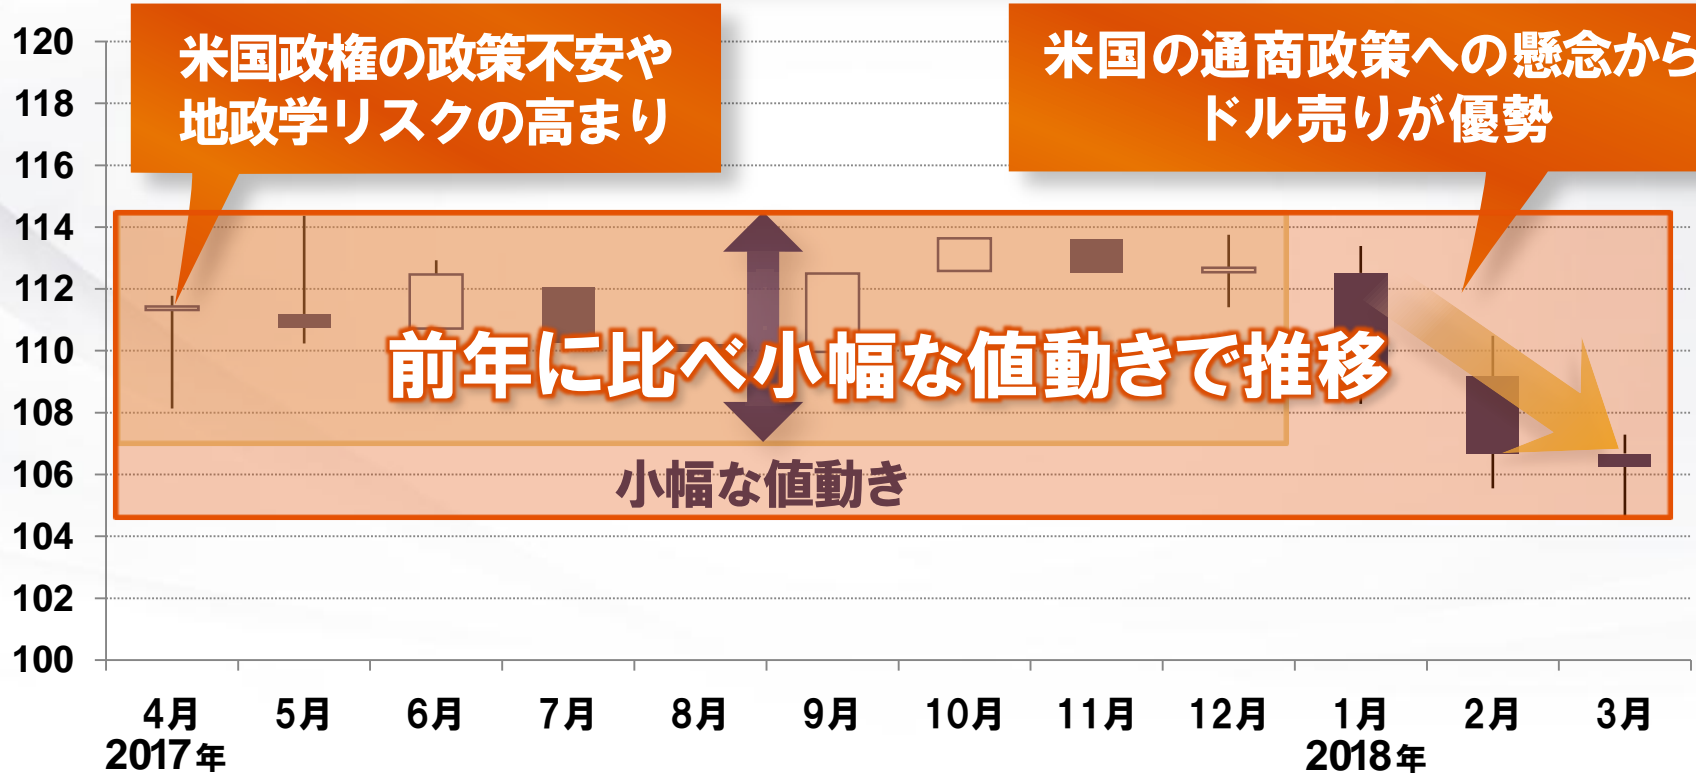 米国政権の政策不安や
地政学リスクの高まり
米国の通商政策への懸念から
ドル売りが優勢
120
118
116
114
112
110
108
106
104
102
100
前年に比べ小幅な値動きで推移
小幅な値動き
4月 5月 6月 7月 8月 9月 10月 11月 12月 1月 2月 3月
2017年 2018年